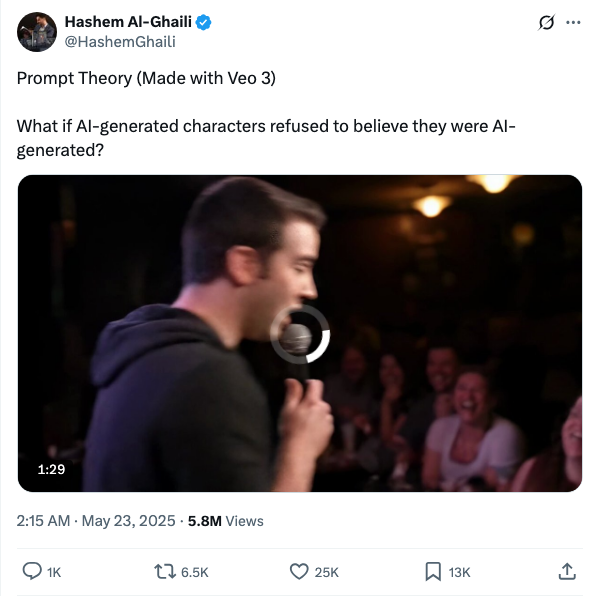 Hashem Al-Ghaili
@HashemGhaili
Prompt Theory (Made with Veo 3)
What if AI-generated characters refused to believe they were AI-
generated?
1:29
2:15 AM · May 23, 2025 · 5.8M Views
1K 6.5K 25K 13K